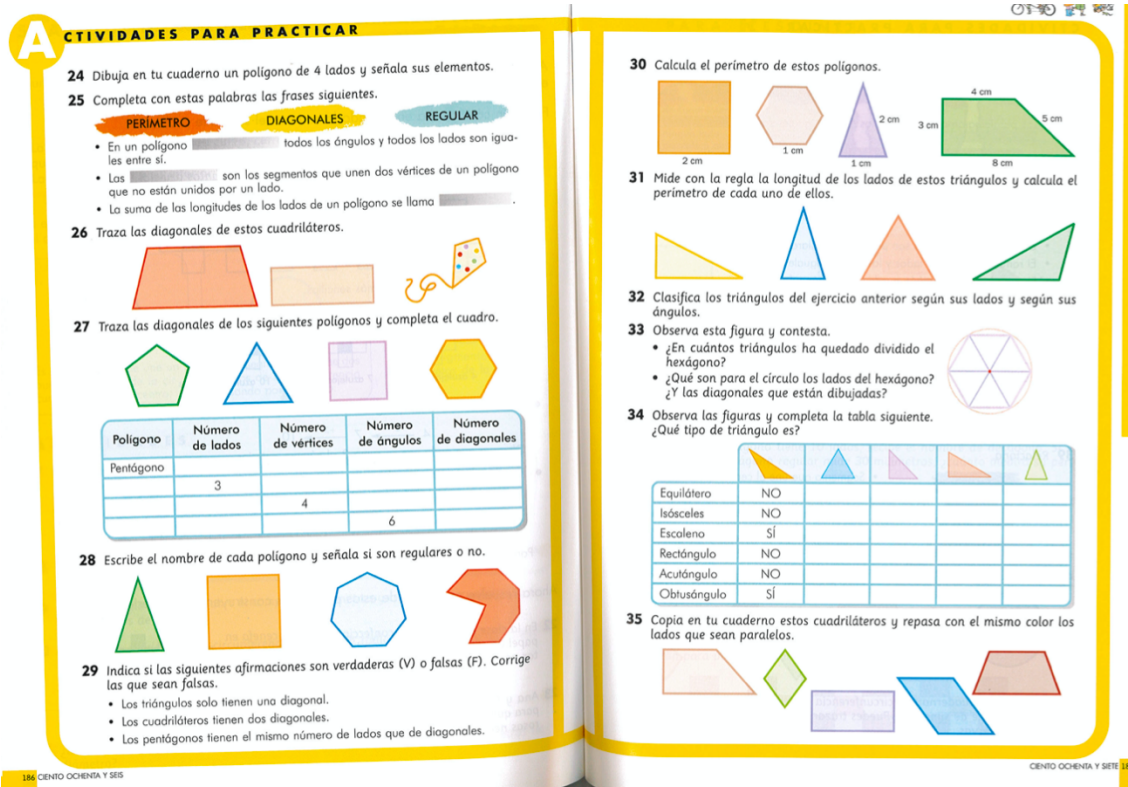 ACTIVIDADES PARA PRACTICAR
24 Dibuja en tu cuaderno un polígono de 4 lados y señala sus elementos.
25 Completa con estas palabras las frases siguientes.
PERÍMETRO DIAGONALES REGULAR
• En un polígono todos los ángulos y todos los lados son igua-
les entre sí.
• Las son los segmentos que unen dos vértices de un polígono
que no están unidos por un lado.
• La suma de las longitudes de los lados de un polígono se llama .
26 Traza las diagonales de estos cuadriláteros.
27 Traza las diagonales de los siguientes polígonos y completa el cuadro.
Polígono Número de lados Número de vértices Número de ángulos Número de diagonales
Pentágono
3
4
6
28 Escribe el nombre de cada polígono y señala si son regulares o no.
29 Indica si las siguientes afirmaciones son verdaderas (V) o falsas (F). Corrige
las que sean falsas.
• Los triángulos solo tienen una diagonal.
• Los cuadriláteros tienen dos diagonales.
• Los pentágonos tienen el mismo número de lados que de diagonales.
186 CIENTO OCHENTA Y SEIS
30 Calcula el perímetro de estos polígonos.
2 cm
1 cm
2 cm
1 cm
4 cm
3 cm
5 cm
8 cm
31 Mide con la regla la longitud de los lados de estos triángulos y calcula el
perímetro de cada uno de ellos.
32 Clasifica los triángulos del ejercicio anterior según sus lados y según sus
ángulos.
33 Observa esta figura y contesta.
• ¿En cuántos triángulos ha quedado dividido el
hexágono?
• ¿Qué son para el círculo los lados del hexágono?
¿Y las diagonales que están dibujadas?
34 Observa las figuras y completa la tabla siguiente.
¿Qué tipo de triángulo es?
Equilátero NO
Isósceles NO
Escaleno SÍ
Rectángulo NO
Acutángulo NO
Obtusángulo SÍ
35 Copia en tu cuaderno estos cuadriláteros y repasa con el mismo color los
lados que sean paralelos.
CIENTO OCHENTA Y SIETE 18